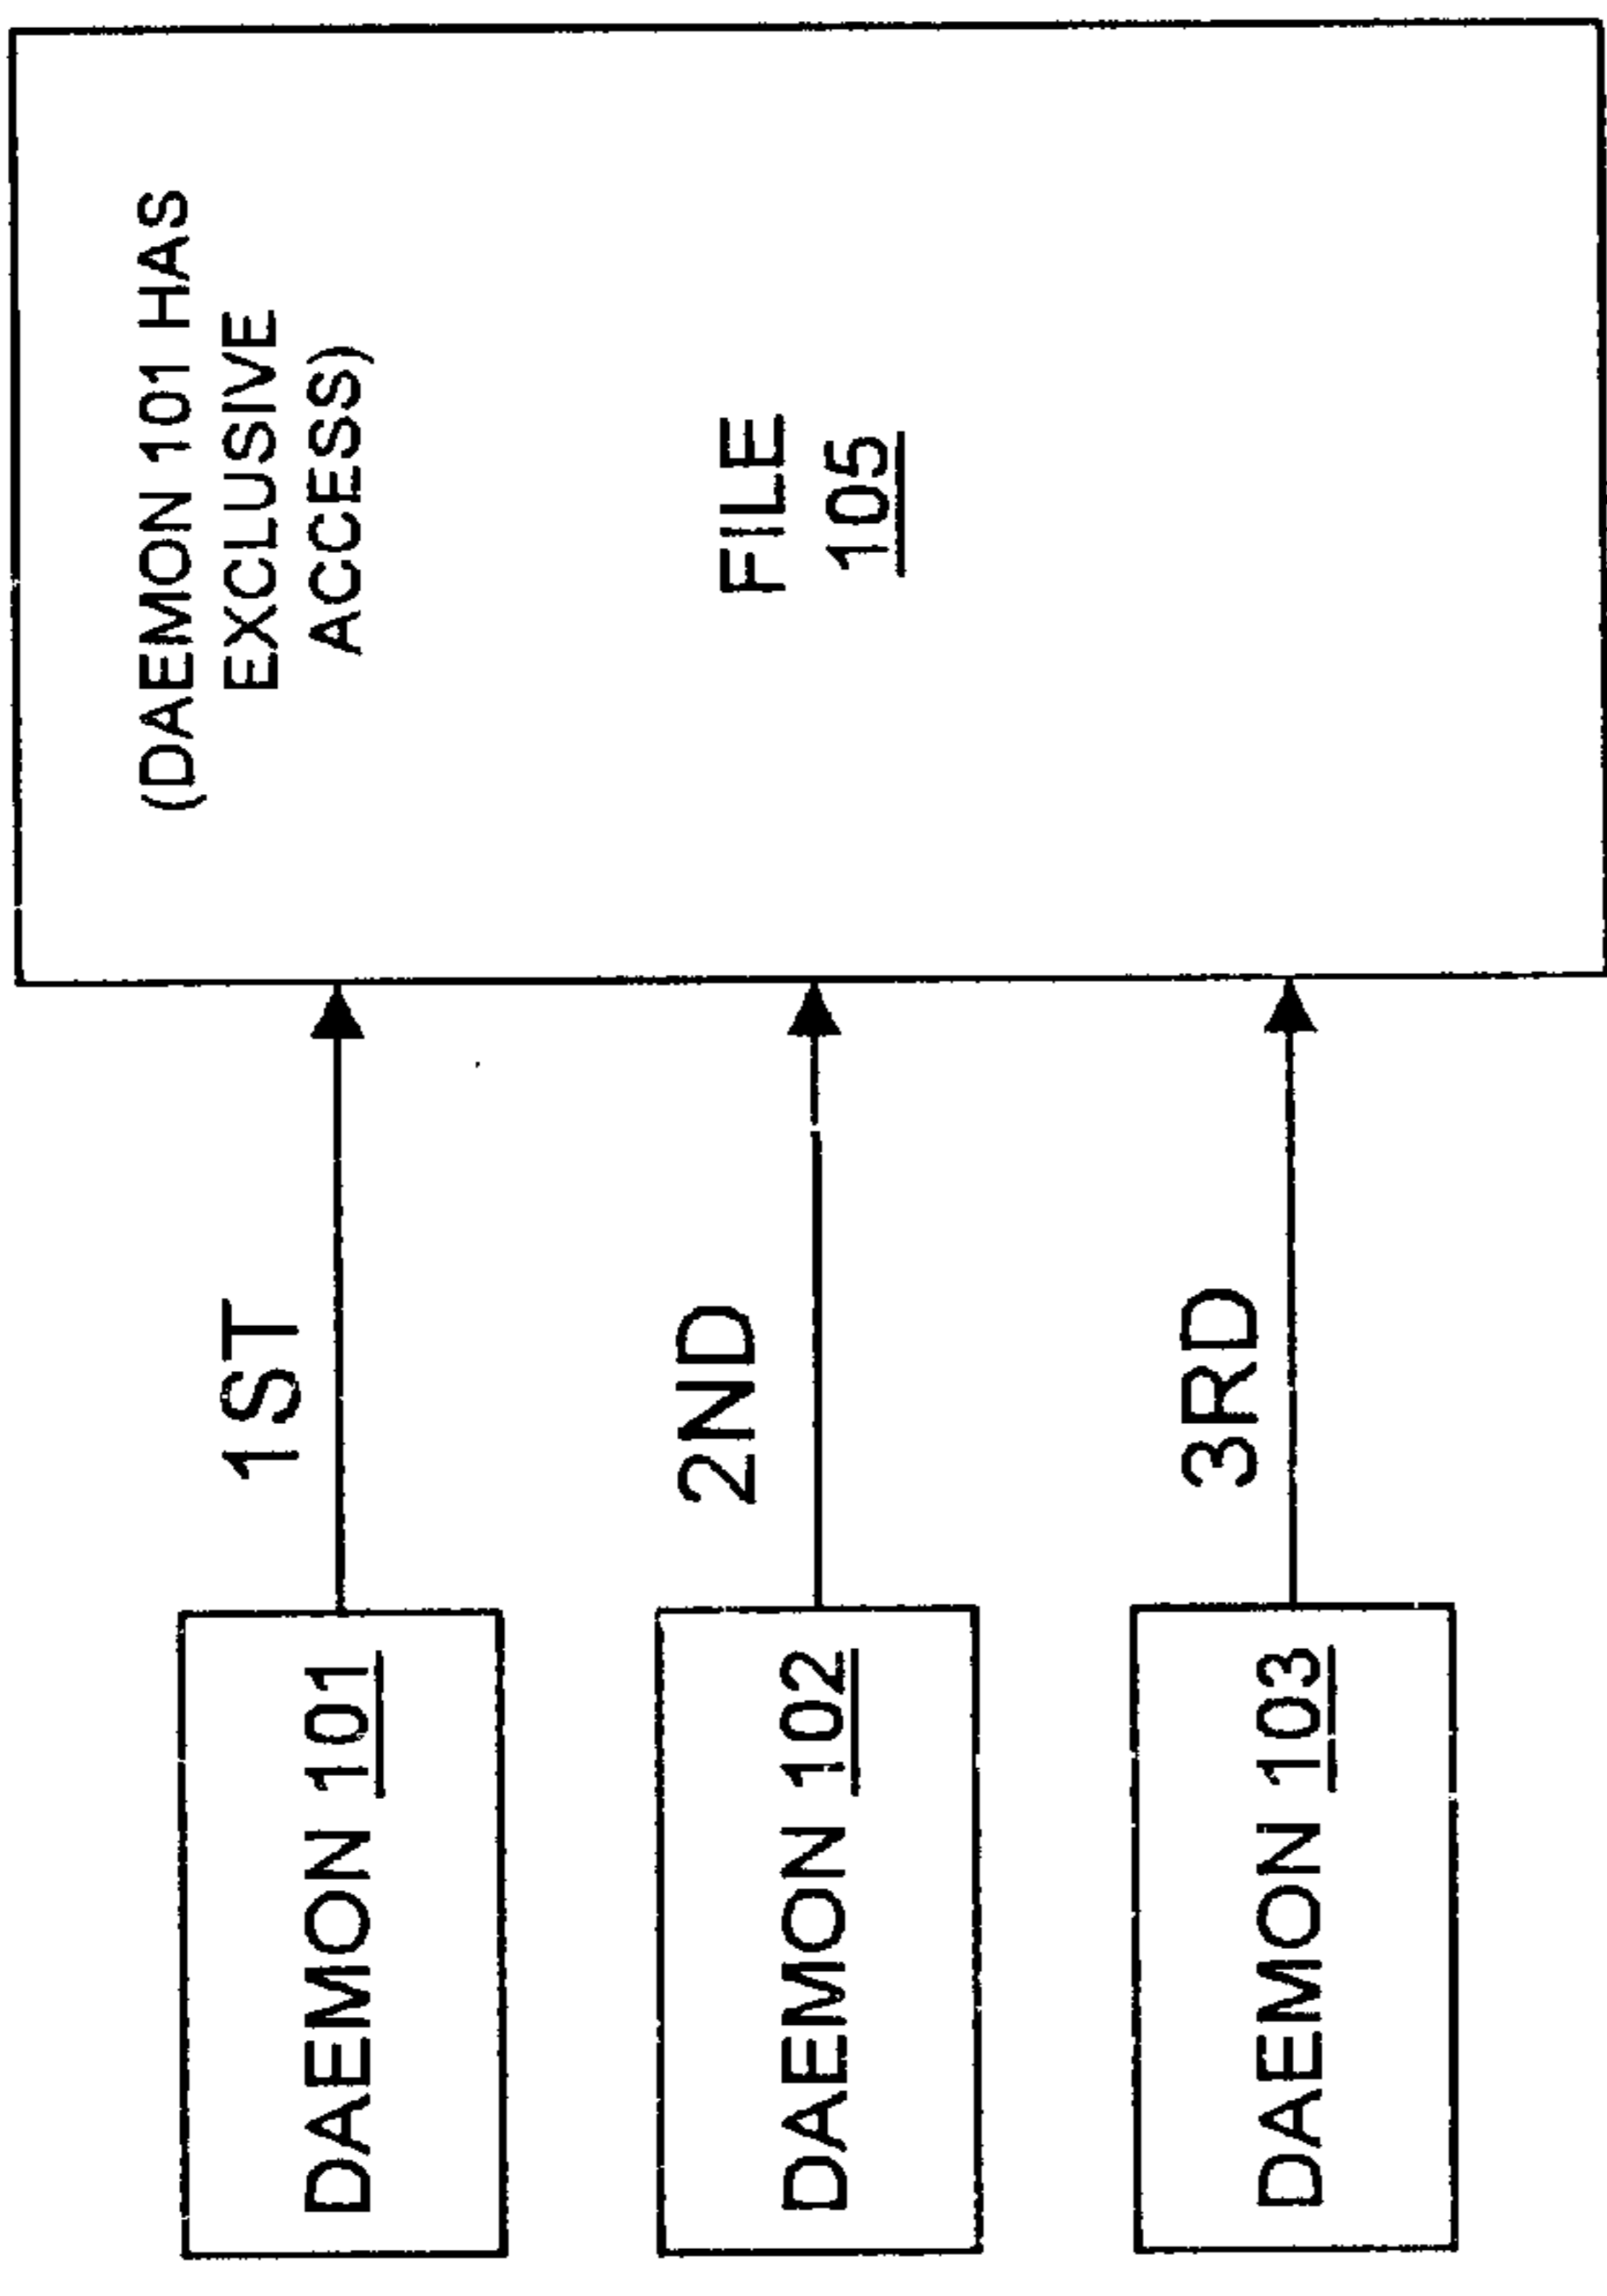 (DAEMON 101 HAS
EXCLUSIVE
ACCESS)
FILE
105
1ST
2ND
3RD
DAEMON 101
DAEMON 102
DAEMON 103